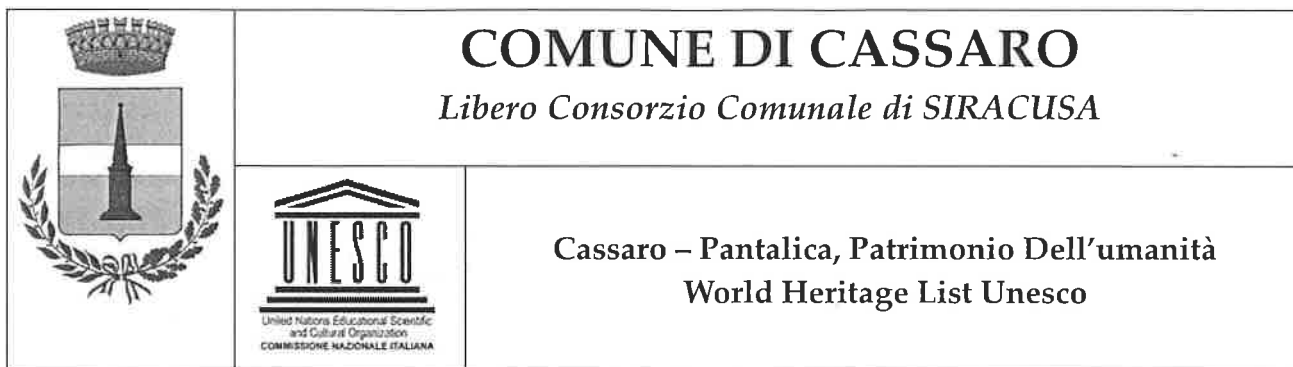 COMUNE DI CASSARO
Libero Consorzio Comunale di SIRACUSA
UNESCO
United Nations Educational Scientific
and Cultural Organization
COMMISSIONE NAZIONALE ITALIANA
Cassaro – Pantalica, Patrimonio Dell'umanità
World Heritage List Unesco